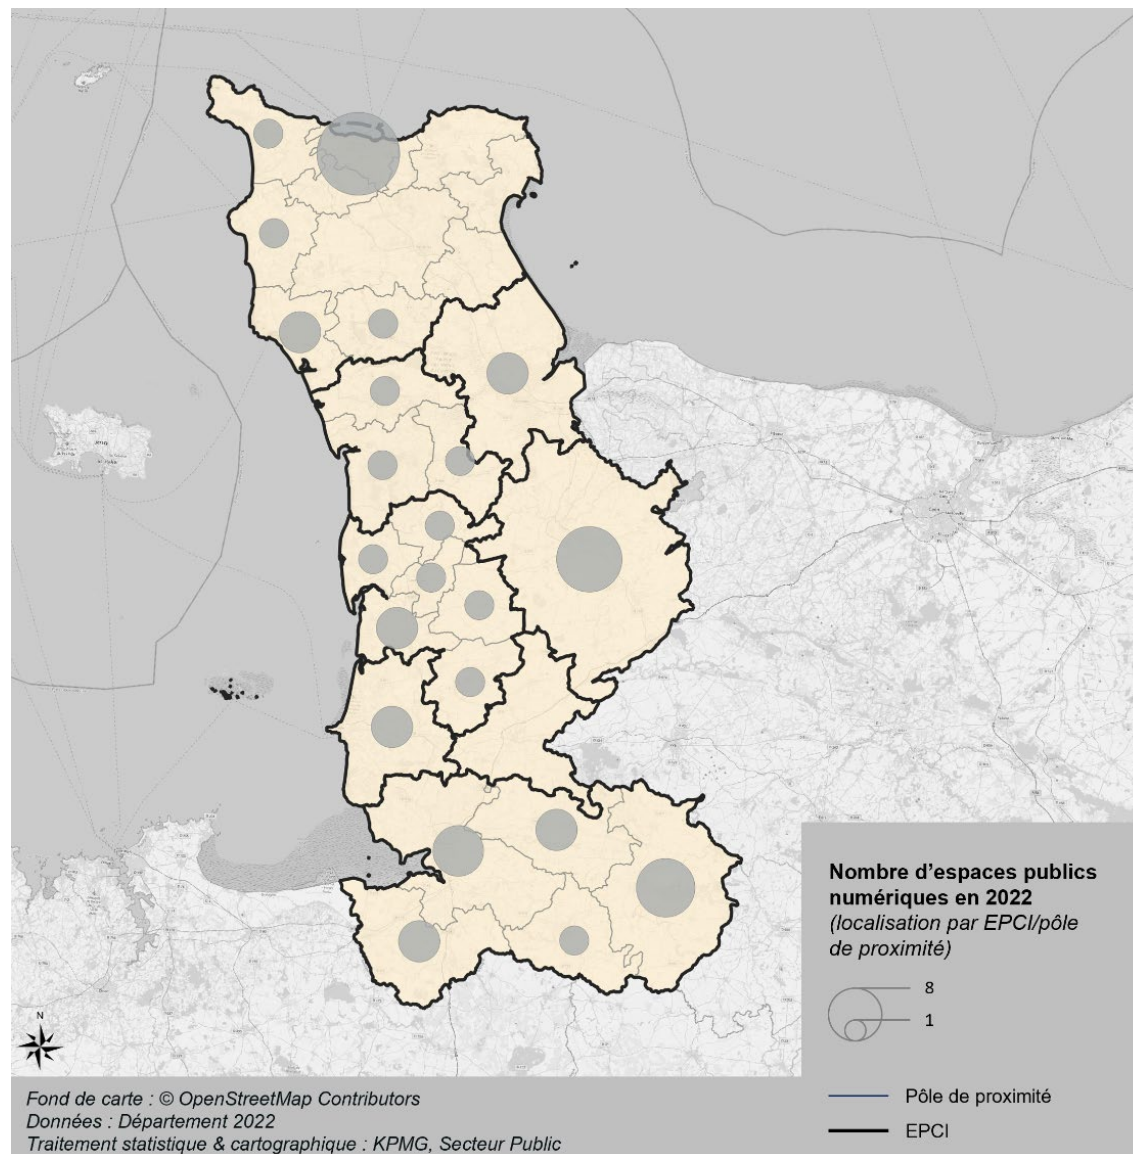 Nombre d'espaces publics
numériques en 2022
(localisation par EPCI/pôle
de proximité)
8
1
N
Pôle de proximité
EPCI
Fond de carte : © OpenStreetMap Contributors
Données : Département 2022
Traitement statistique & cartographique : KPMG, Secteur Public